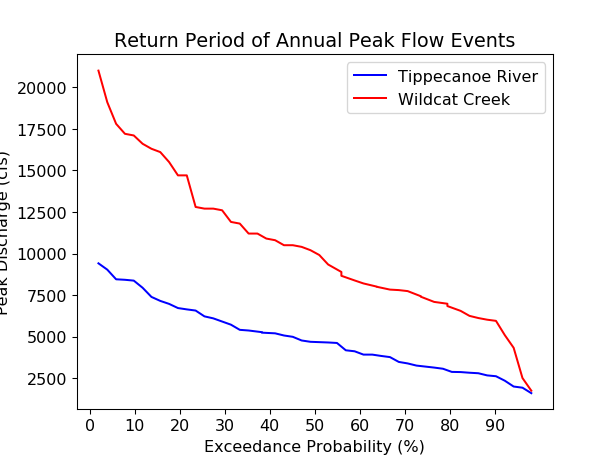 Return Period of Annual Peak Flow Events
Tippecanoe River
Wildcat Creek
20000
17500
15000
12500
10000
7500
5000
2500
Peak Discharge (cfs)
0 10 20 30 40 50 60 70 80 90
Exceedance Probability (%)